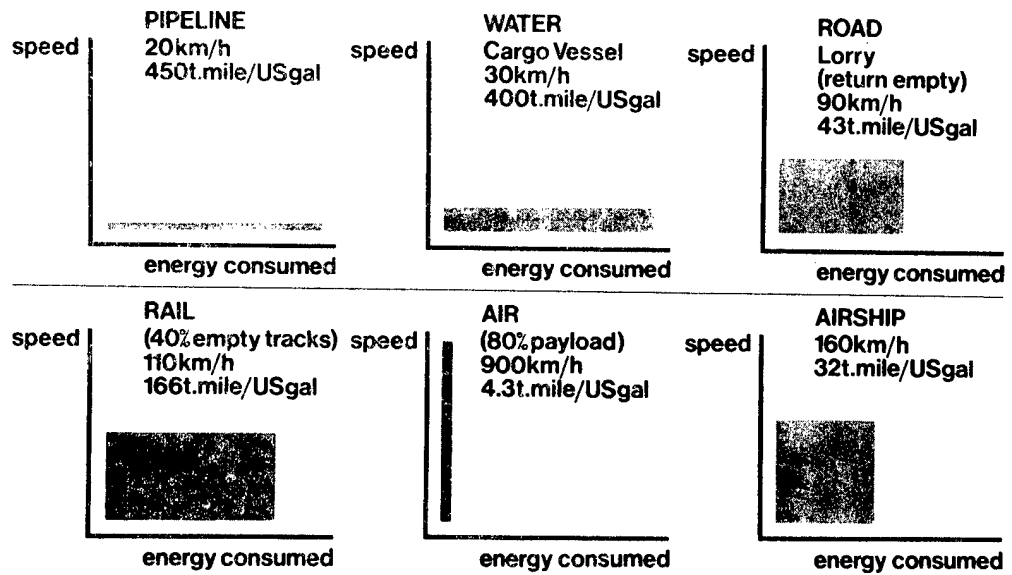 PIPELINE
speed
20km/h
450t.mile/USgal
energy consumed
WATER
speed
Cargo Vessel
30km/h
400t.mile/USgal
energy consumed
ROAD
speed
Lorry
(return empty)
90km/h
43t.mile/USgal
energy consumed
RAIL
speed
(40% empty tracks)
110km/h
166t.mile/USgal
energy consumed
AIR
speed
(80% payload)
900km/h
4.3t.mile/USgal
energy consumed
AIRSHIP
speed
160km/h
32t.mile/USgal
energy consumed